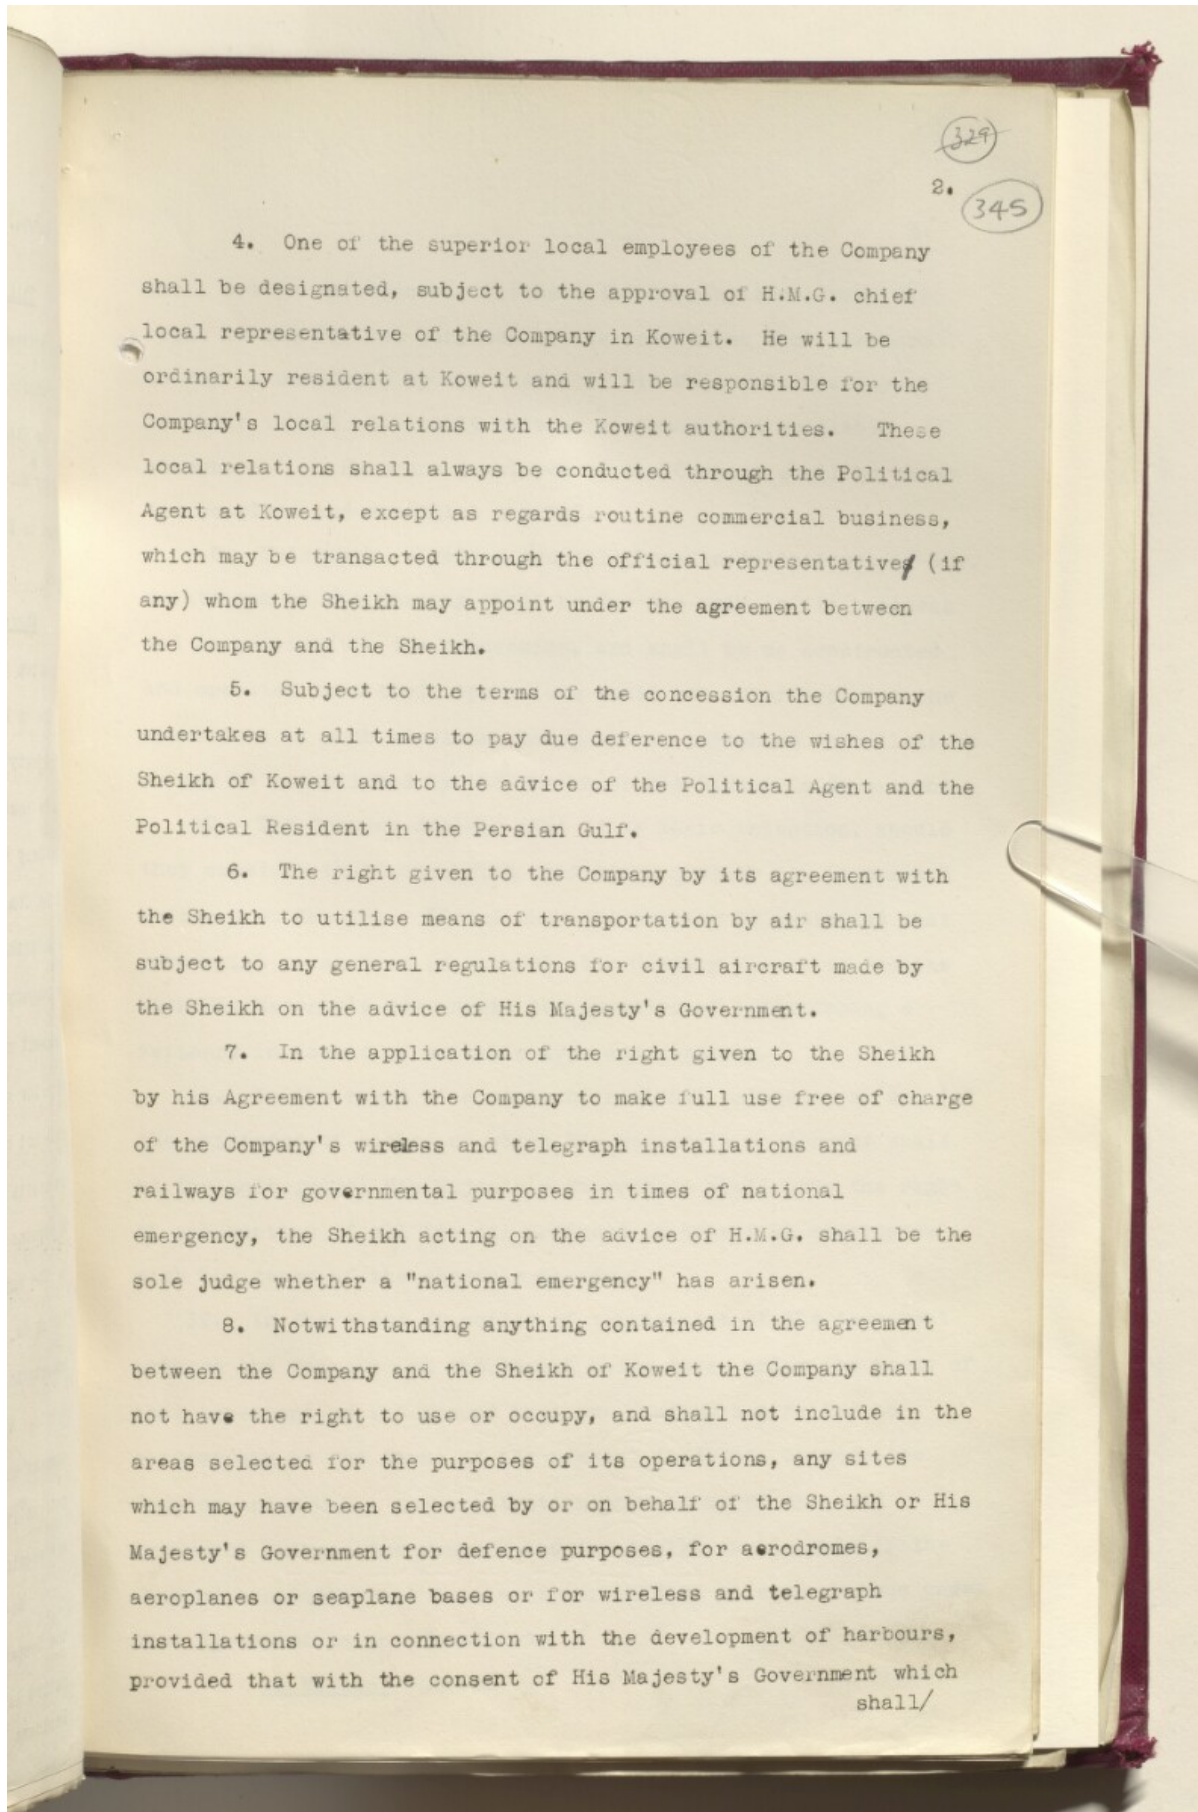 329
2.
345
4. One of the superior local employees of the Company
shall be designated, subject to the approval of H.M.G. chief
local representative of the Company in Koweit. He will be
ordinarily resident at Koweit and will be responsible for the
Company's local relations with the Koweit authorities. These
local relations shall always be conducted through the Political
Agent at Koweit, except as regards routine commercial business,
which may be transacted through the official representative (if
any) whom the Sheikh may appoint under the agreement between
the Company and the Sheikh.
5. Subject to the terms of the concession the Company
undertakes at all times to pay due deference to the wishes of the
Sheikh of Koweit and to the advice of the Political Agent and the
Political Resident in the Persian Gulf.
6. The right given to the Company by its agreement with
the Sheikh to utilise means of transportation by air shall be
subject to any general regulations for civil aircraft made by
the Sheikh on the advice of His Majesty's Government.
7. In the application of the right given to the Sheikh
by his Agreement with the Company to make full use free of charge
of the Company's wireless and telegraph installations and
railways for governmental purposes in times of national
emergency, the Sheikh acting on the advice of H.M.G. shall be the
sole judge whether a "national emergency" has arisen.
8. Notwithstanding anything contained in the agreement
between the Company and the Sheikh of Koweit the Company shall
not have the right to use or occupy, and shall not include in the
areas selected for the purposes of its operations, any sites
which may have been selected by or on behalf of the Sheikh or His
Majesty's Government for defence purposes, for aerodromes,
aeroplanes or seaplane bases or for wireless and telegraph
installations or in connection with the development of harbours,
provided that with the consent of His Majesty's Government which
shall/